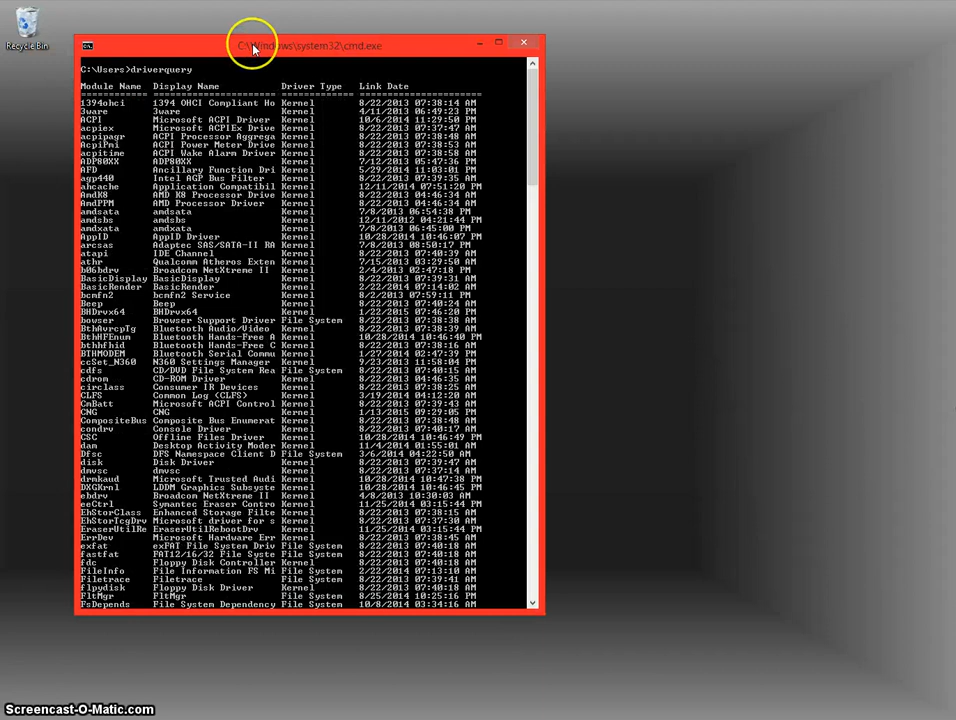 Recycle Bin
C:\Windows\system32\cmd.exe
C:\Users>driverquery
Module Name  Display Name           Driver Type   Link Date
============ ====================== ============= ======================
1394ohci     1394 OHCI Compliant Ho Kernel        8/22/2013 07:38:14 AM
3ware        3ware                  Kernel        4/11/2013 06:49:23 PM
ACPI         Microsoft ACPI Driver  Kernel        10/6/2014 11:29:50 PM
acpiex       Microsoft ACPIEx Drive Kernel        8/22/2013 07:37:47 AM
acpipagr     ACPI Processor Aggrega Kernel        8/22/2013 07:38:48 AM
AcpiPmi      ACPI Power Meter Drive Kernel        8/22/2013 07:38:53 AM
acpitime     ACPI Wake Alarm Driver Kernel        8/22/2013 07:38:58 AM
ADP80XX      ADP80XX                Kernel        7/12/2013 05:47:36 PM
AFD          Ancillary Function Dri Kernel        5/29/2014 11:03:01 PM
agp440       Intel AGP Bus Filter   Kernel        8/22/2013 07:39:35 AM
ahcache      Application Compatibil Kernel        12/11/2014 07:51:20 PM
AmdK8        AMD K8 Processor Drive Kernel        8/22/2013 04:46:34 AM
AmdPPM       AMD Processor Driver   Kernel        8/22/2013 04:46:34 AM
amdsata      amdsata                Kernel        7/8/2013 06:54:38 PM
amdsbs       amdsbs                 Kernel        12/11/2012 04:21:44 PM
amdxata      amdxata                Kernel        7/8/2013 06:45:00 PM
AppID        AppID Driver           Kernel        10/28/2014 10:46:07 PM
arcsas       Adaptec SAS/SATA-II RA Kernel        7/8/2013 08:50:17 PM
atapi        IDE Channel            Kernel        8/22/2013 07:40:39 AM
athr         Qualcomm Atheros Exten Kernel        7/15/2013 03:29:50 AM
b06bdrv      Broadcom NetXtreme II  Kernel        2/4/2013 02:47:18 PM
BasicDisplay BasicDisplay           Kernel        8/22/2013 07:39:31 AM
BasicRender  BasicRender            Kernel        2/22/2014 07:14:02 AM
bcmfn2       bcmfn2 Service         Kernel        8/2/2013 07:59:11 PM
Beep         Beep                   Kernel        8/22/2013 07:40:24 AM
BHDrvx64     BHDrvx64               Kernel        1/22/2015 07:46:20 PM
bowser       Browser Support Driver File System   8/22/2013 07:38:38 AM
BthAvrcpTg   Bluetooth Audio/Video  Kernel        8/22/2013 07:38:39 AM
BthHFEnum    Bluetooth Hands-Free A Kernel        10/28/2014 10:46:40 PM
bthhfhid     Bluetooth Hands-Free C Kernel        8/22/2013 07:38:16 AM
BTHMODEM     Bluetooth Serial Commu Kernel        1/27/2014 02:47:39 PM
ccSet_N360   N360 Settings Manager  Kernel        9/23/2013 11:58:04 PM
cdfs         CD/DVD File System Rea File System   8/22/2013 07:40:15 AM
cdrom        CD-ROM Driver          Kernel        8/22/2013 04:46:35 AM
circlass     Consumer IR Devices    Kernel        8/22/2013 07:38:25 AM
CLFS         Common Log (CLFS)      Kernel        3/19/2014 04:12:20 AM
CmBatt       Microsoft ACPI Control Kernel        8/22/2013 07:39:43 AM
CNG          CNG                    Kernel        1/13/2015 09:29:05 PM
CompositeBus Composite Bus Enumerat Kernel        8/22/2013 07:38:48 AM
condrv       Console Driver         Kernel        8/22/2013 07:40:17 AM
CSC          Offline Files Driver   Kernel        10/28/2014 10:46:49 PM
dam          Desktop Activity Moder Kernel        11/4/2014 01:55:01 AM
Dfsc         DFS Namespace Client D File System   3/6/2014 04:22:50 AM
disk         Disk Driver            Kernel        8/22/2013 07:39:47 AM
dmvsc        dmvsc                  Kernel        8/22/2013 07:37:14 AM
drmkaud      Microsoft Trusted Audi Kernel        10/28/2014 10:47:38 PM
DXGKrnl      LDDM Graphics Subsyste Kernel        10/28/2014 10:46:45 PM
ebdrv        Broadcom NetXtreme II  Kernel        4/8/2013 10:30:03 AM
eeCtrl       Symantec Eraser Contro Kernel        11/25/2014 03:15:44 PM
EhStorClass  Enhanced Storage Filte Kernel        8/22/2013 07:38:15 AM
EhStorTcgDrv Microsoft driver for s Kernel        8/22/2013 07:37:30 AM
EraserUtilRe EraserUtilRebootDrv    Kernel        11/25/2014 03:15:44 PM
ErrDev       Microsoft Hardware Err Kernel        8/22/2013 07:38:45 AM
exfat        exFAT File System Driv File System   8/22/2013 07:40:18 AM
fastfat      FAT12/16/32 File Syste File System   8/22/2013 07:40:18 AM
fdc          Floppy Disk Controller Kernel        8/22/2013 07:40:18 AM
FileInfo     File Information FS Mi File System   2/22/2014 07:13:10 AM
Filetrace    Filetrace              File System   8/22/2013 07:39:41 AM
flpydisk     Floppy Disk Driver     Kernel        8/22/2013 07:40:18 AM
FltMgr       FltMgr                 File System   8/25/2014 10:25:16 PM
FsDepends    File System Dependency File System   10/8/2014 03:34:16 AM
Screencast-O-Matic.com